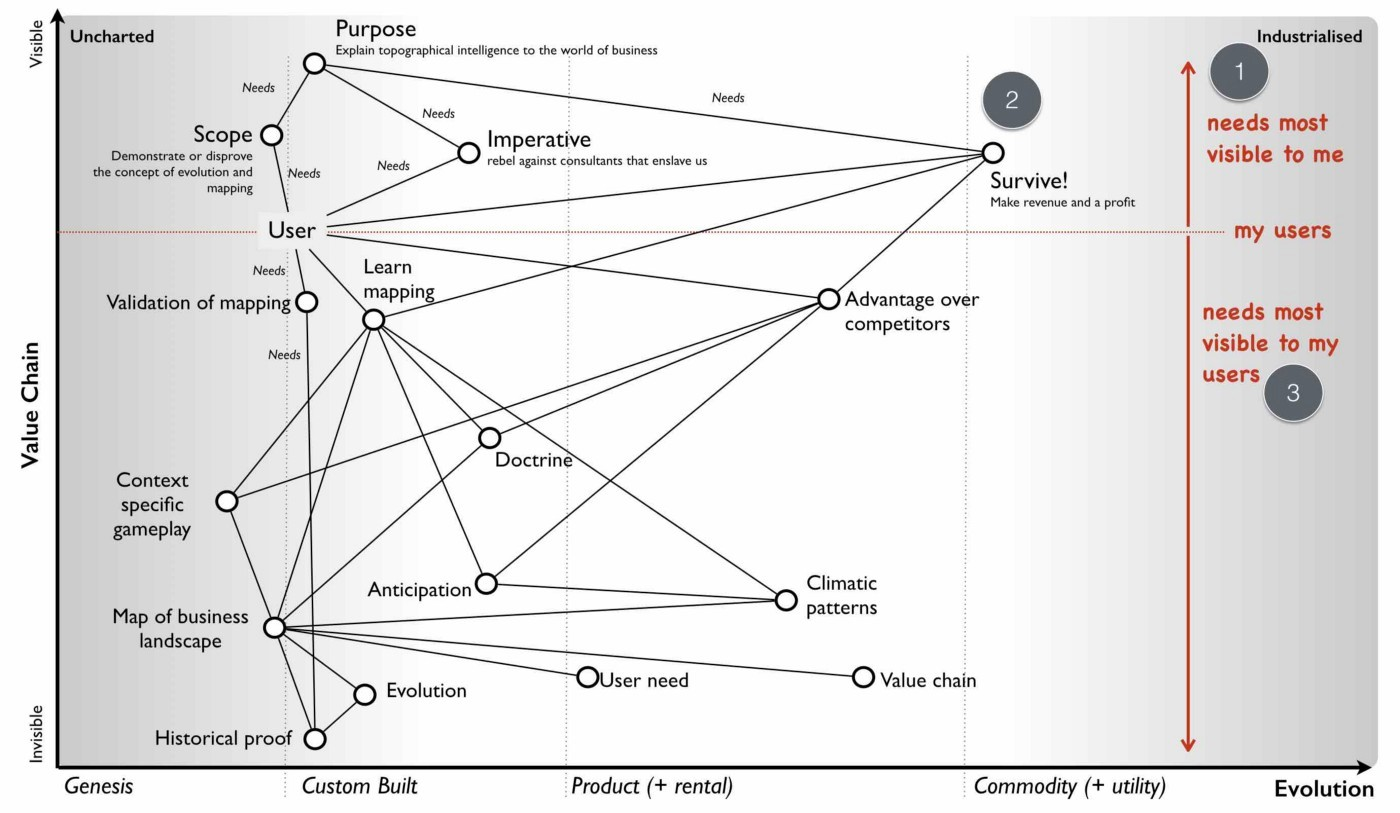 Visible
Uncharted
Purpose
Explain topographical intelligence to the world of business
Industrialised
1
Needs
Needs
Needs
2
needs most
visible to me
Scope
Demonstrate or disprove
the concept of evolution and
mapping
Needs
Needs
Imperative
rebel against consultants that enslave us
Survive!
Make revenue and a profit
User
my users
Needs
Learn
mapping
Validation of mapping
Advantage over
competitors
needs most
visible to my
users
3
Needs
Value Chain
Doctrine
Context
specific
gameplay
Anticipation
Climatic
patterns
Map of business
landscape
User need
Value chain
Evolution
Historical proof
Invisible
Genesis
Custom Built
Product (+ rental)
Commodity (+ utility)
Evolution